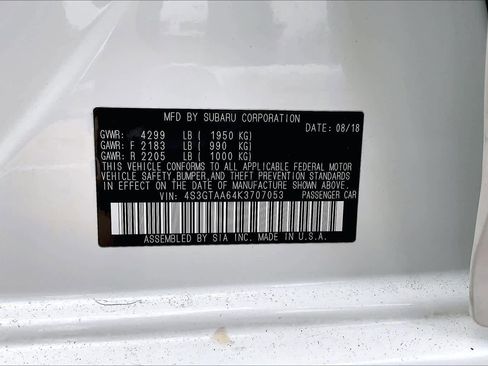 MFD BY SUBARU CORPORATION
DATE: 08/18
GVWR: 4299 LB ( 1950 KG)
GAWR: F 2183 LB ( 990 KG)
GAWR: R 2205 LB ( 1000 KG)
THIS VEHICLE CONFORMS TO ALL APPLICABLE FEDERAL MOTOR
VEHICLE SAFETY, BUMPER, AND THEFT PREVENTION STANDARDS
IN EFFECT ON THE DATE OF MANUFACTURE SHOWN ABOVE.
VIN: 4S3GTAA64K3707053 PASSENGER CAR
ASSEMBLED BY SIA INC. MADE IN U.S.A.